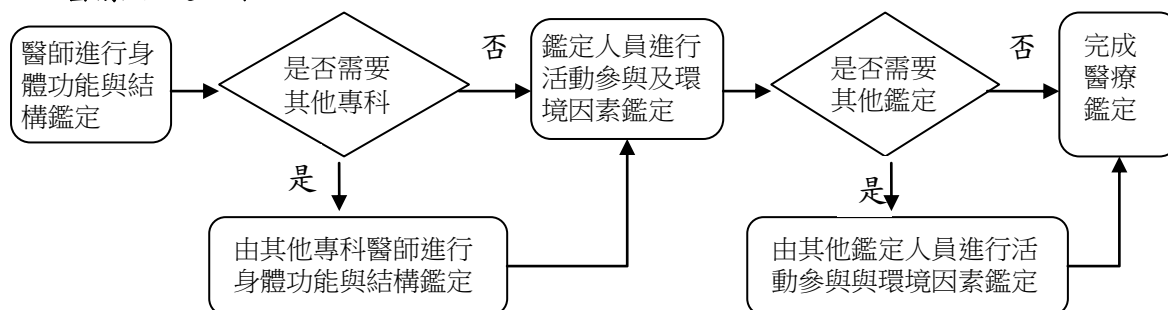 醫師進行身
體功能與結
構鑑定
是否需要
其他專科
否
鑑定人員進行
活動參與及環
境因素鑑定
是否需要
其他鑑定
否
完成
醫療
鑑定
是
由其他專科醫師進行
身體功能與結構鑑定
是
由其他鑑定人員進行活
動參與與環境因素鑑定